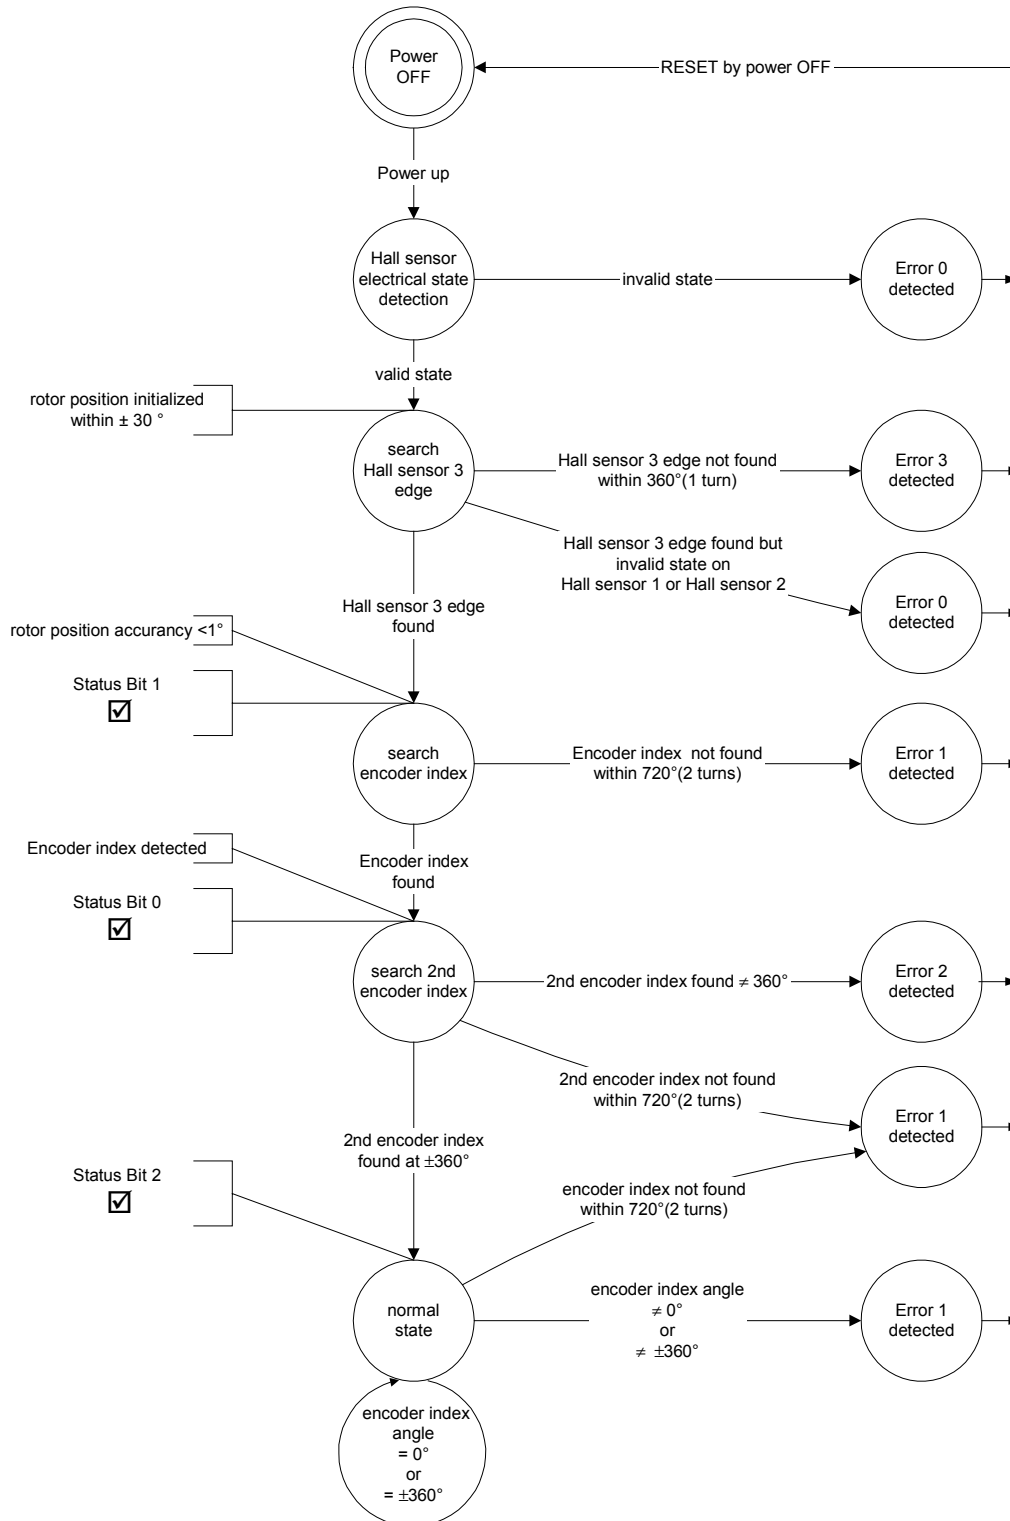 Power
OFF
RESET by power OFF
Power up
Hall sensor
electrical state
detection
invalid state
Error 0
detected
valid state
rotor position initialized
within ± 30 °
search
Hall sensor 3
edge
Hall sensor 3 edge not found
within 360°(1 turn)
Error 3
detected
Hall sensor 3 edge found but
invalid state on
Hall sensor 1 or Hall sensor 2
Error 0
detected
Hall sensor 3 edge
found
rotor position accurancy <1°
Status Bit 1
search
encoder index
Encoder index not found
within 720°(2 turns)
Error 1
detected
Encoder index detected
Encoder index
found
Status Bit 0
search 2nd
encoder index
2nd encoder index found ≠ 360°
Error 2
detected
2nd encoder index not found
within 720°(2 turns)
Error 1
detected
2nd encoder index
found at ±360°
Status Bit 2
encoder index not found
within 720°(2 turns)
normal
state
encoder index angle
≠ 0°
or
≠ ±360°
Error 1
detected
encoder index
angle
= 0°
or
= ±360°